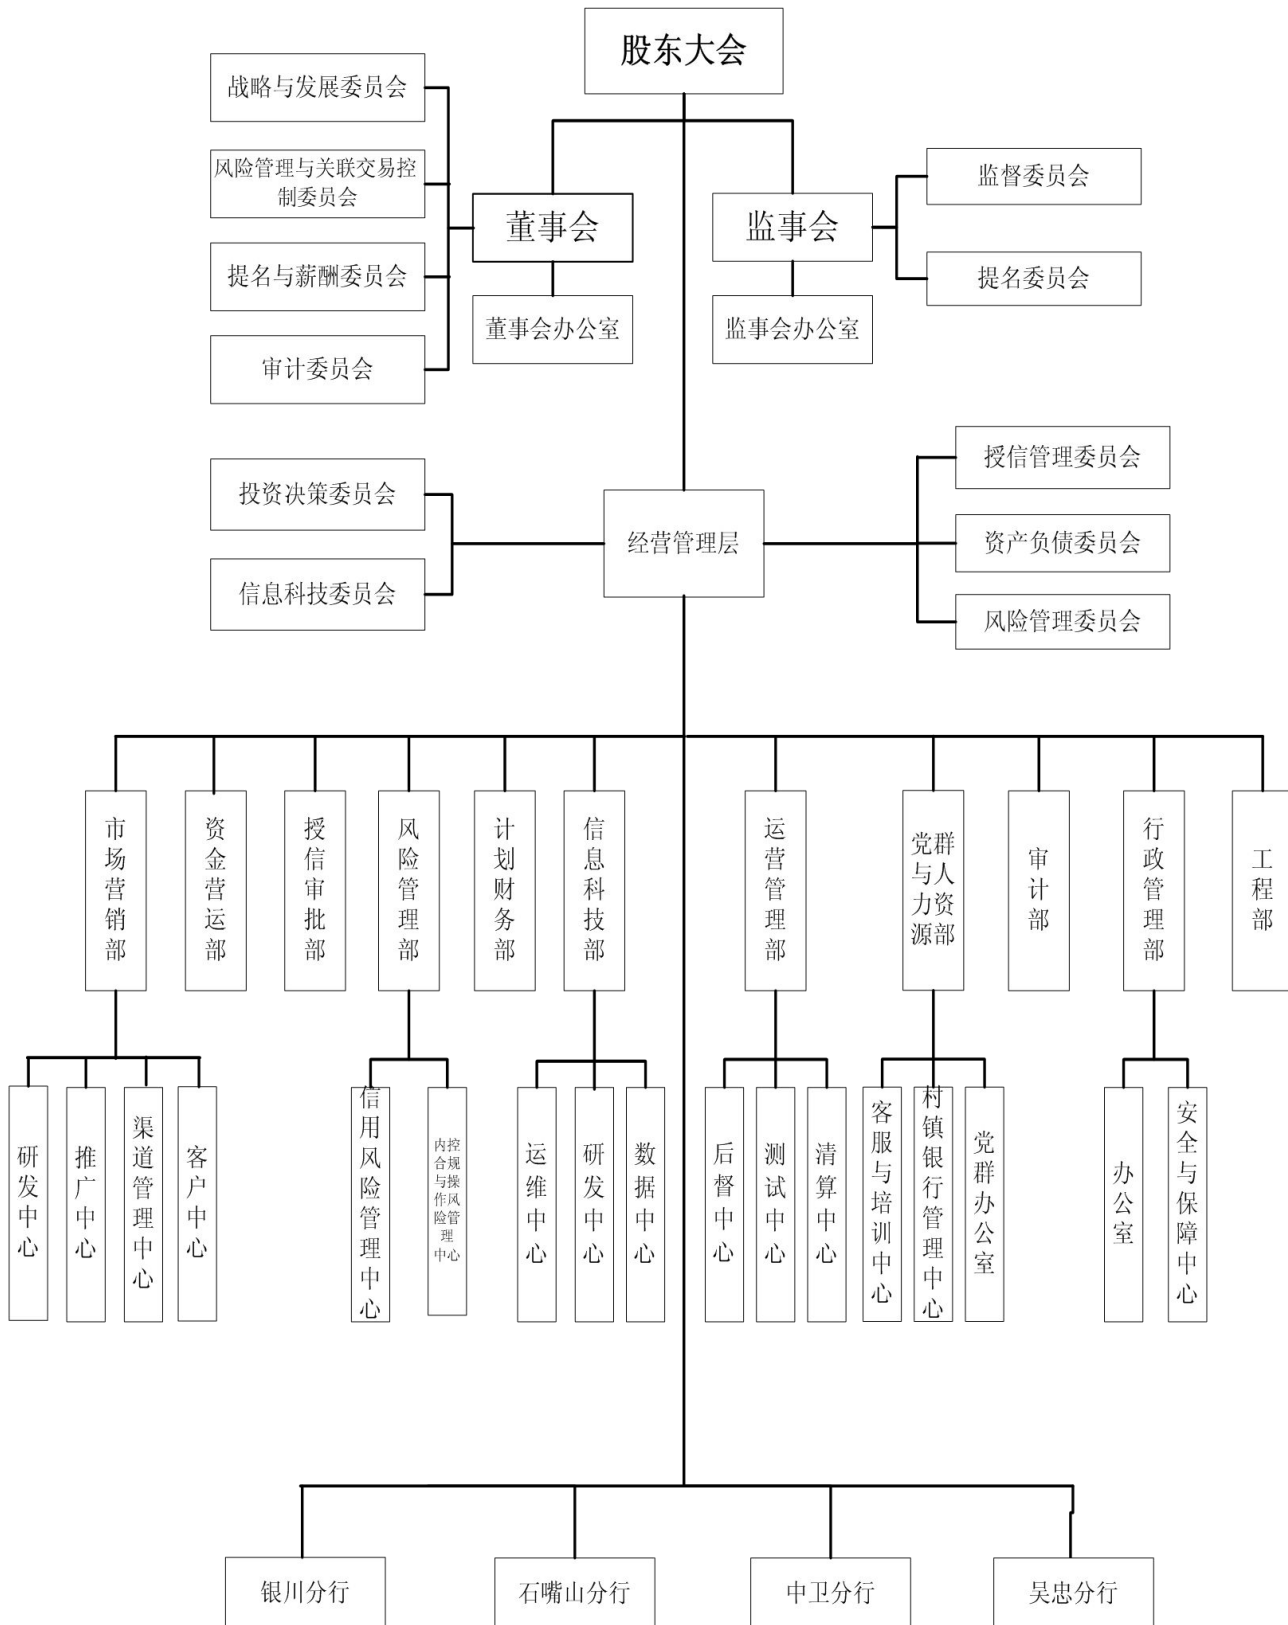 股东大会
战略与发展委员会
风险管理与关联交易控
制委员会
提名与薪酬委员会
审计委员会
董事会
监事会
董事会办公室
监事会办公室
监督委员会
提名委员会
投资决策委员会
信息科技委员会
经营管理层
授信管理委员会
资产负债委员会
风险管理委员会
市场营销部
资金营运部
授信审批部
风险管理部
计划财务部
信息科技部
运营管理部
党群
与人
力资
源部
审计部
行政管理部
工程部
研发中心
推广中心
渠道管理中心
客户中心
信用风险管理中心
内控
合规
与操
作风
险管
理
中心
运维中心
研发中心
数据中心
后督中心
测试中心
清算中心
客服与培训中心
村镇银行管理中心
党群办公室
办公室
安全与保障中心
银川分行
石嘴山分行
中卫分行
吴忠分行